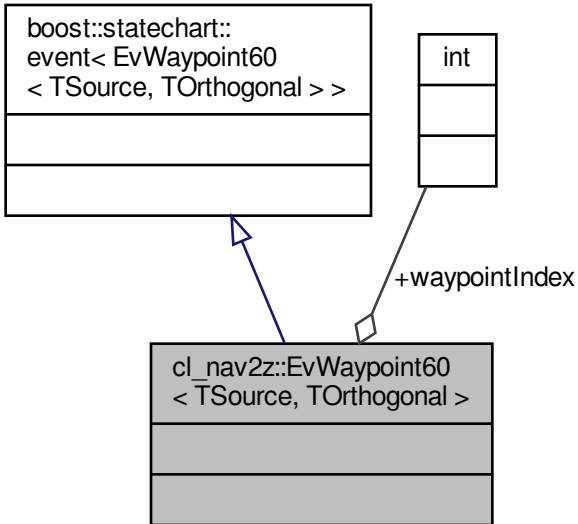 boost::statechart::
event< EvWaypoint60
< TSource, TOrthogonal > >
int
+waypointIndex
cl_nav2z::EvWaypoint60
< TSource, TOrthogonal >